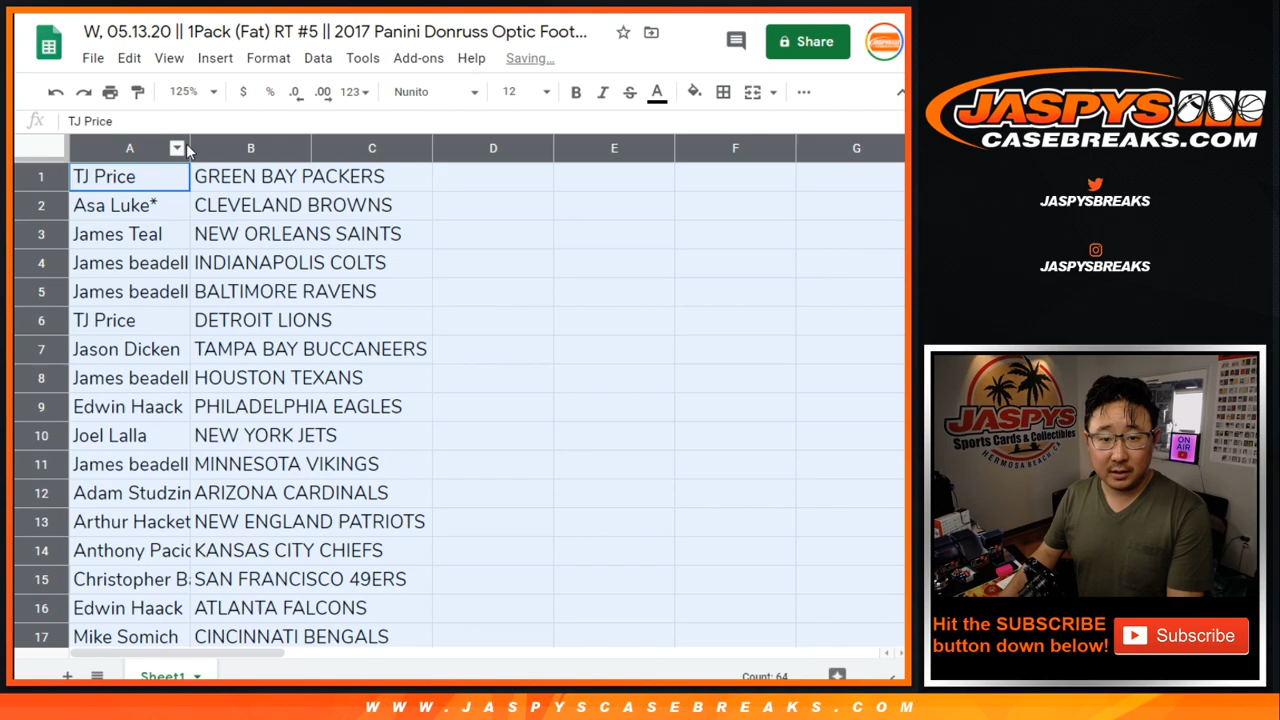 W, 05.13.20 || 1Pack (Fat) RT #5 || 2017 Panini Donruss Optic Foot...
File Edit View Insert Format Data Tools Add-ons Help Saving...
Share
125% $ % .0 .00 123 Nunito 12 B I S A ...
fx TJ Price
A B C D E F G
1 TJ Price GREEN BAY PACKERS
2 Asa Luke* CLEVELAND BROWNS
3 James Teal NEW ORLEANS SAINTS
4 James beadell INDIANAPOLIS COLTS
5 James beadell BALTIMORE RAVENS
6 TJ Price DETROIT LIONS
7 Jason Dicken TAMPA BAY BUCCANEERS
8 James beadell HOUSTON TEXANS
9 Edwin Haack PHILADELPHIA EAGLES
10 Joel Lalla NEW YORK JETS
11 James beadell MINNESOTA VIKINGS
12 Adam Studzin ARIZONA CARDINALS
13 Arthur Hacket NEW ENGLAND PATRIOTS
14 Anthony Pacio KANSAS CITY CHIEFS
15 Christopher Ba SAN FRANCISCO 49ERS
16 Edwin Haack ATLANTA FALCONS
17 Mike Somich CINCINNATI BENGALS
Sheet1 Count: 64
JASPYS
CASEBREAKS.COM
JASPYSBREAKS
JASPYSBREAKS
JASPYS
Sports Cards & Collectibles
HERMOSA BEACH, CA
ON AIR
Hit the SUBSCRIBE
button down below!
Subscribe
WWW.JASPYSCASEBREAKS.COM